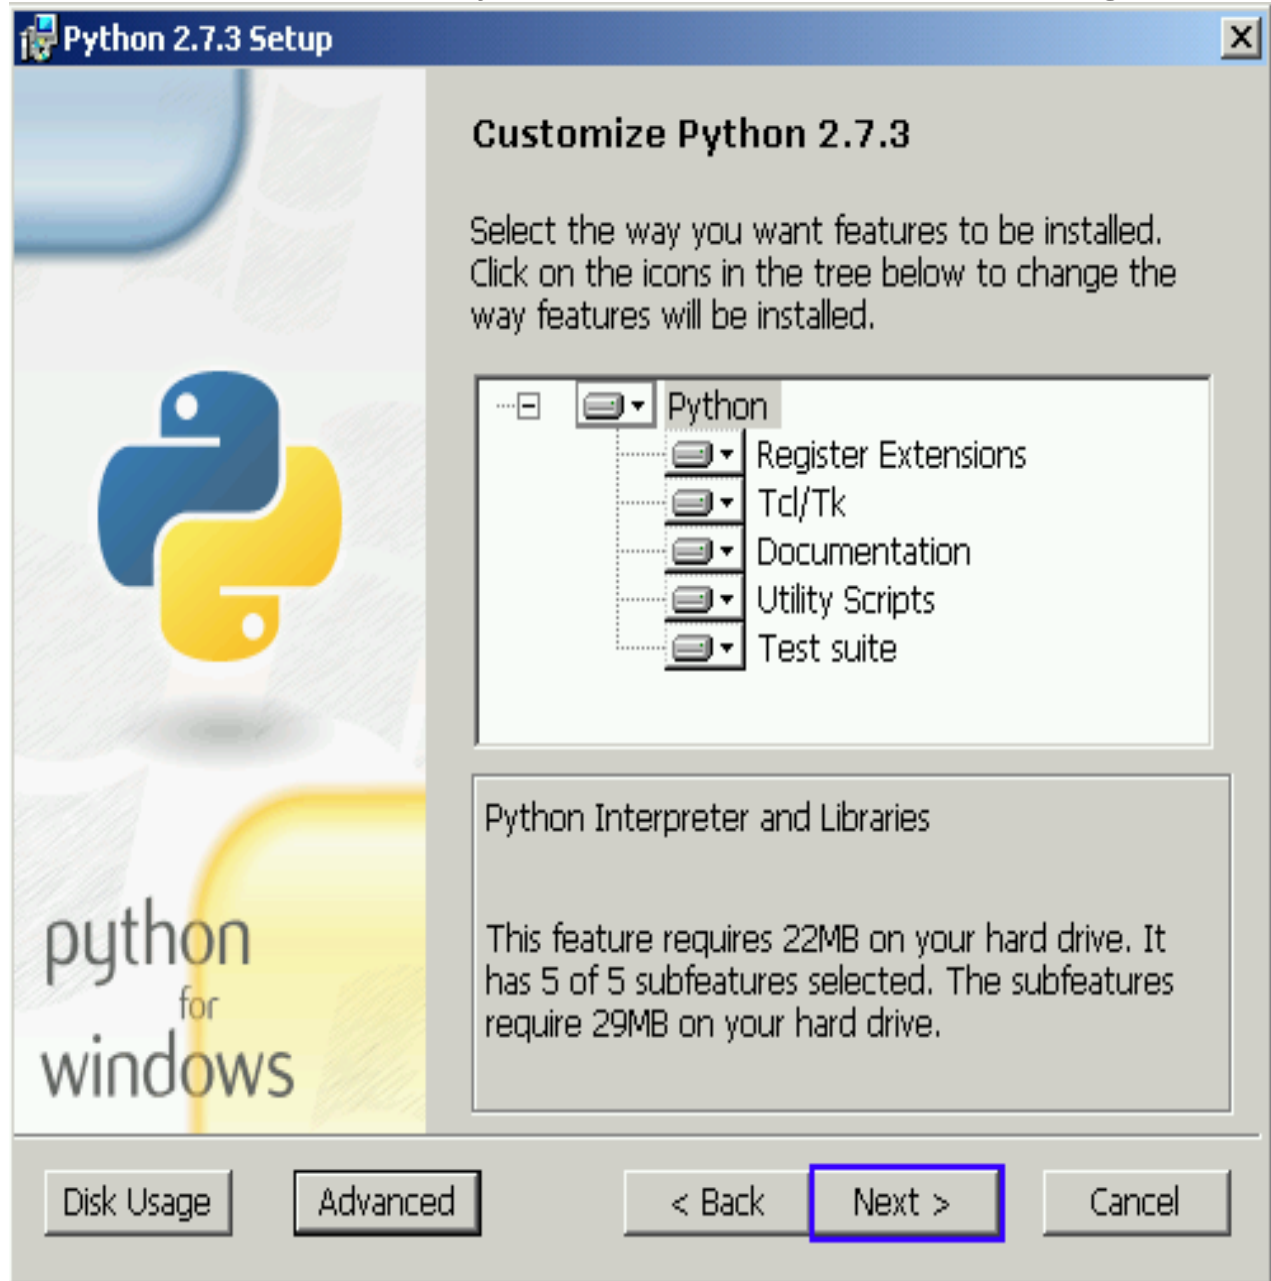 Python 2.7.3 Setup
Customize Python 2.7.3
Select the way you want features to be installed.
Click on the icons in the tree below to change the
way features will be installed.
Python
Register Extensions
Tcl/Tk
Documentation
Utility Scripts
Test suite
Python Interpreter and Libraries
This feature requires 22MB on your hard drive. It
has 5 of 5 subfeatures selected. The subfeatures
require 29MB on your hard drive.
python
for
windows
Disk Usage
Advanced
< Back
Next >
Cancel